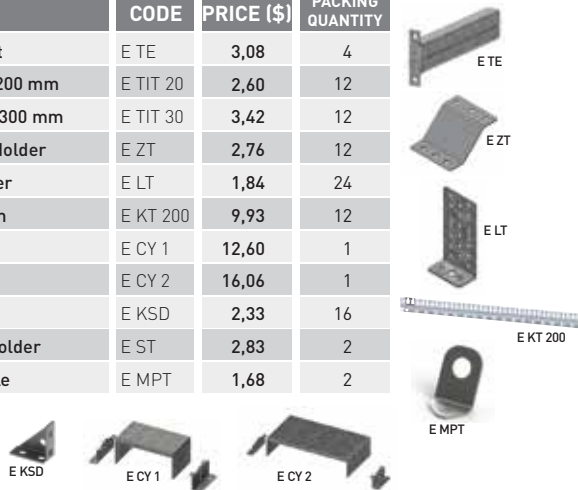 CODE PRICE ($) PACKING QUANTITY
E TE 3,08 4
200 mm E TIT 20 2,60 12
300 mm E TIT 30 3,42 12
Holder E ZT 2,76 12
E LT 1,84 24
E KT 200 9,93 12
E CY 1 12,60 1
E CY 2 16,06 1
E KSD 2,33 16
older E ST 2,83 2
E MPT 1,68 2
E TE
E ZT
E LT
E KT 200
E MPT
E KSD
E CY 1
E CY 2